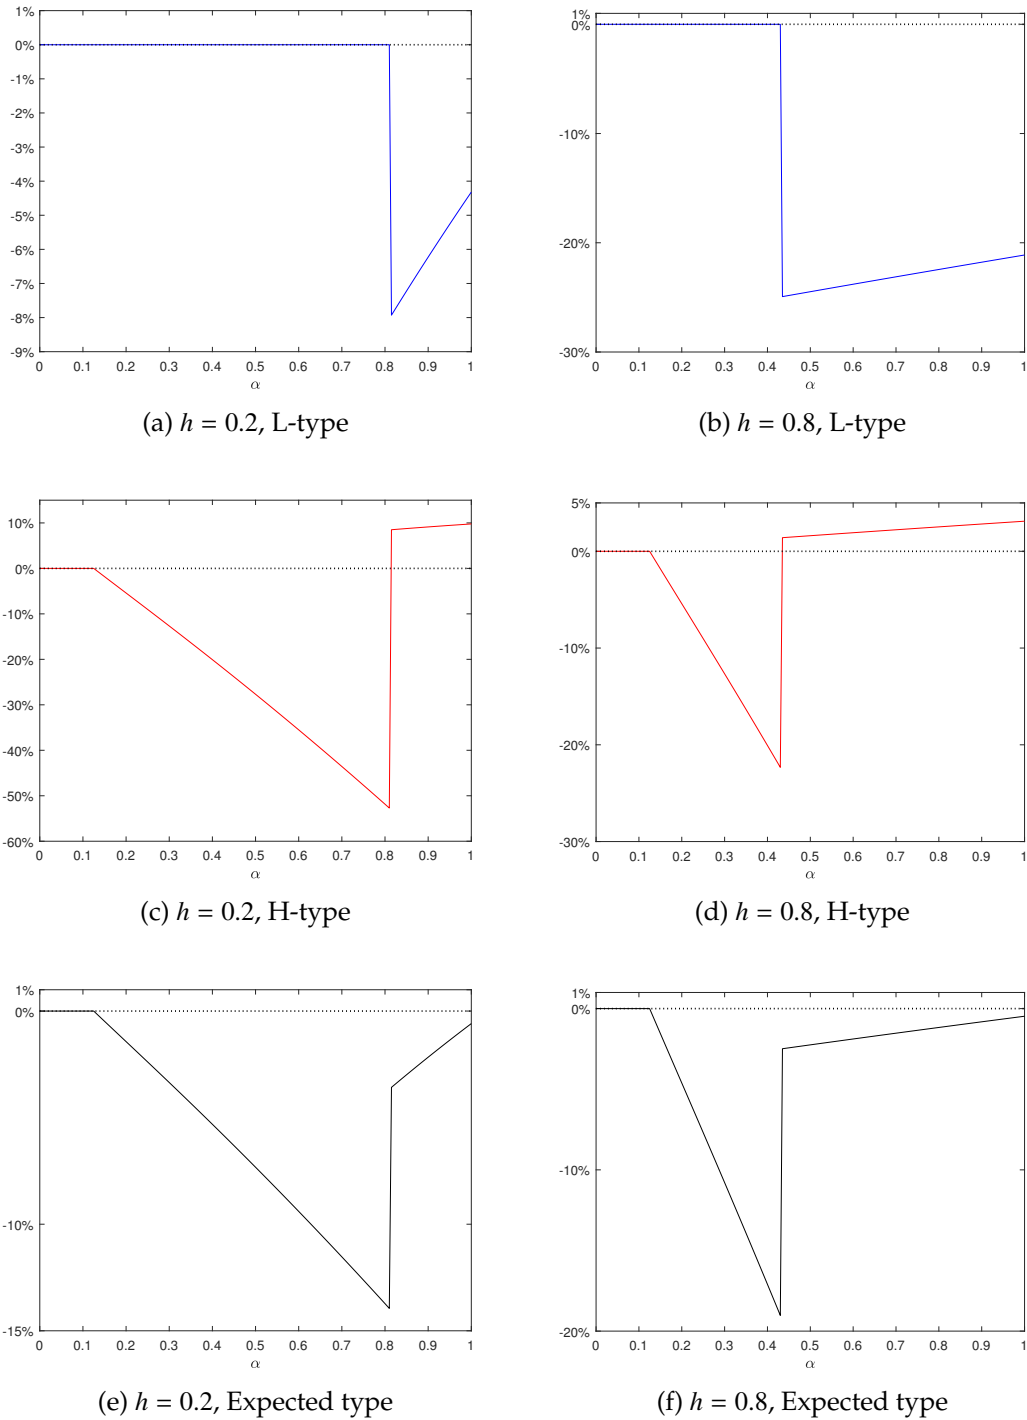 1%
0%
-1%
-2%
-3%
-4%
-5%
-6%
-7%
-8%
-9%
0 0.1 0.2 0.3 0.4 0.5 0.6 0.7 0.8 0.9 1
α
(a) h = 0.2, L-type
1%
0%
-10%
-20%
-30%
0 0.1 0.2 0.3 0.4 0.5 0.6 0.7 0.8 0.9 1
α
(b) h = 0.8, L-type
10%
0%
-10%
-20%
-30%
-40%
-50%
-60%
0 0.1 0.2 0.3 0.4 0.5 0.6 0.7 0.8 0.9 1
α
(c) h = 0.2, H-type
5%
0%
-10%
-20%
-30%
0 0.1 0.2 0.3 0.4 0.5 0.6 0.7 0.8 0.9 1
α
(d) h = 0.8, H-type
1%
0%
-10%
-15%
0 0.1 0.2 0.3 0.4 0.5 0.6 0.7 0.8 0.9 1
α
(e) h = 0.2, Expected type
1%
0%
-10%
-20%
0 0.1 0.2 0.3 0.4 0.5 0.6 0.7 0.8 0.9 1
α
(f) h = 0.8, Expected type